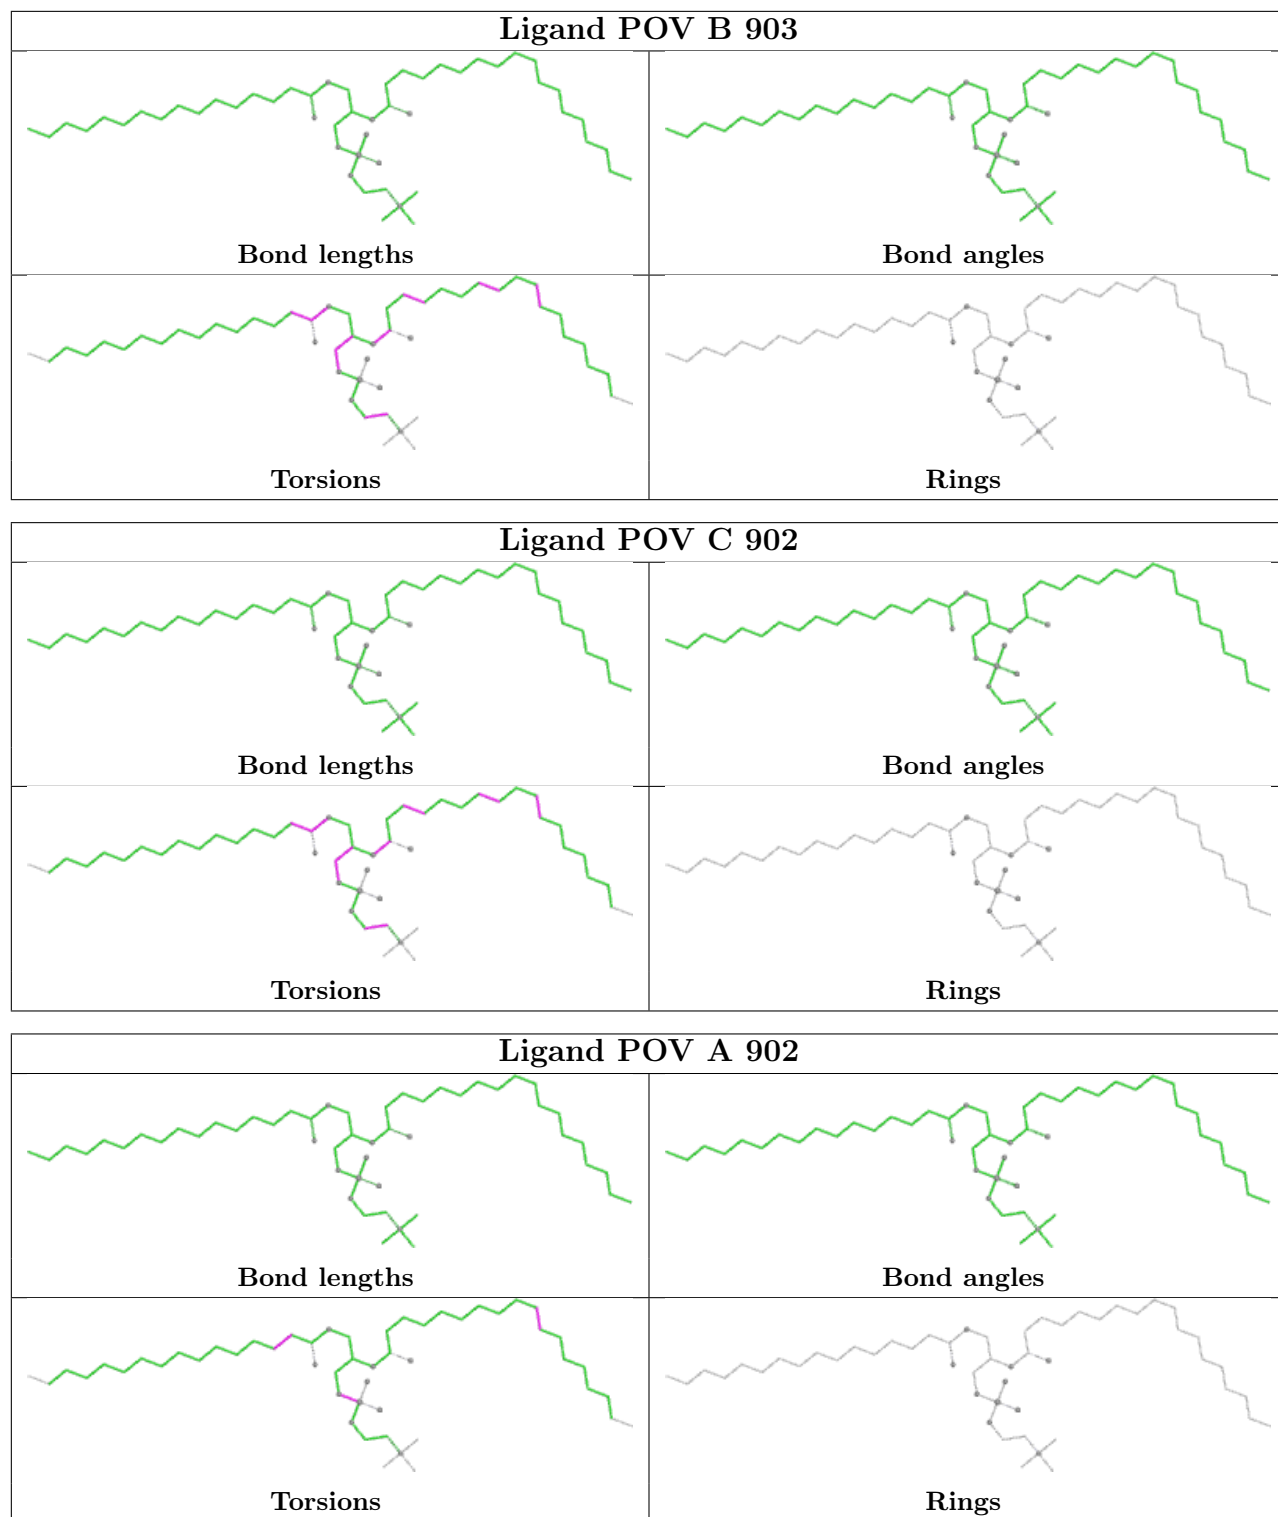 Ligand POV B 903
Bond lengths
Bond angles
Torsions
Rings
Ligand POV C 902
Bond lengths
Bond angles
Torsions
Rings
Ligand POV A 902
Bond lengths
Bond angles
Torsions
Rings